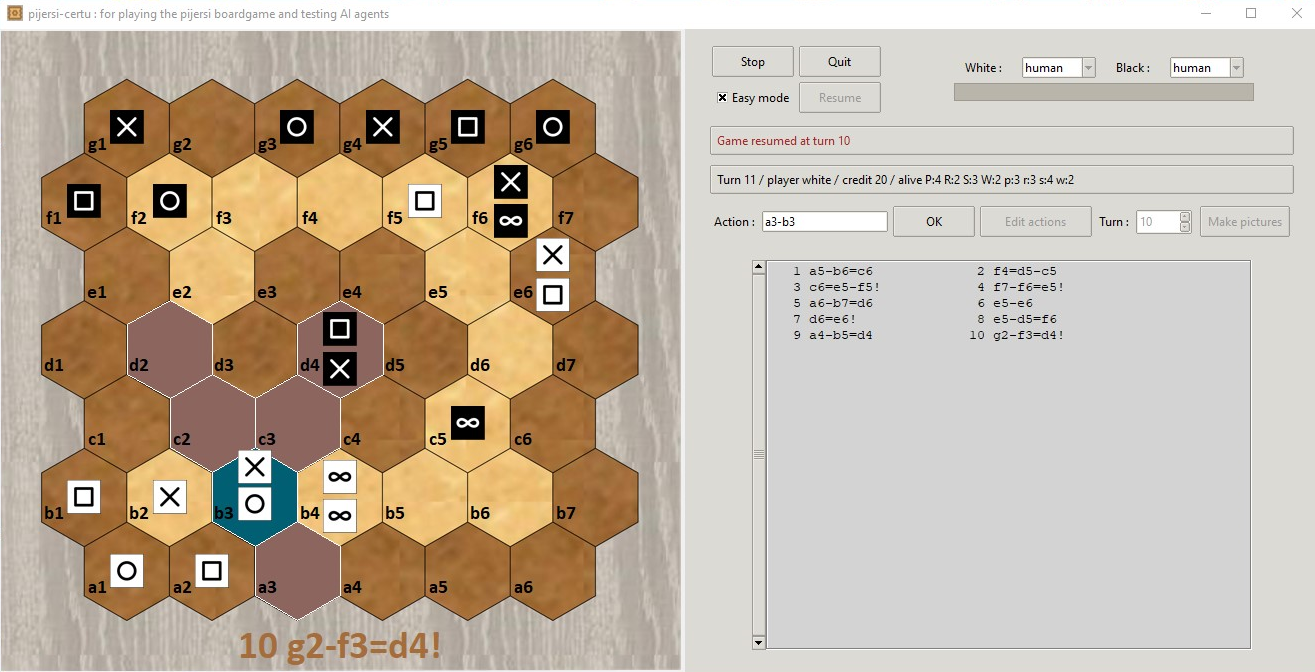 pijersi-certu : for playing the pijersi boardgame and testing AI agents
Stop
Quit
White :
human
Black :
human
Easy mode
Resume
Game resumed at turn 10
Turn 11 / player white / credit 20 / alive P:4 R:2 S:3 W:2 p:3 r:3 s:4 w:2
Action :
a3-b3
OK
Edit actions
Turn :
10
Make pictures
1 a5-b6=c6 2 f4=d5-c5
3 c6=e5-f5! 4 f7-f6=e5!
5 a6-b7=d6 6 e5-e6
7 d6=e6! 8 e5-d5=f6
9 a4-b5=d4 10 g2-f3=d4!
g1 g2 g3 g4 g5 g6
f1 f2 f3 f4 f5 f6 f7
e1 e2 e3 e4 e5 e6
d1 d2 d3 d4 d5 d6 d7
c1 c2 c3 c4 c5 c6
b1 b2 b3 b4 b5 b6 b7
a1 a2 a3 a4 a5 a6
10 g2-f3=d4!